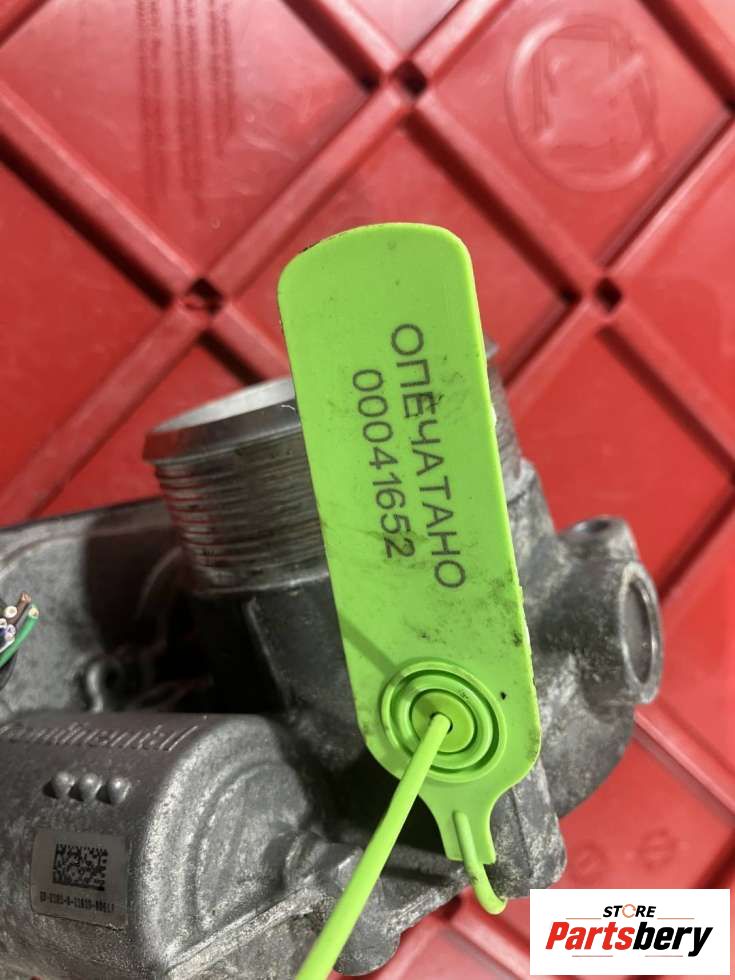 ОПЕЧАТАНО
00041652
Continental
STORE
Partsbery